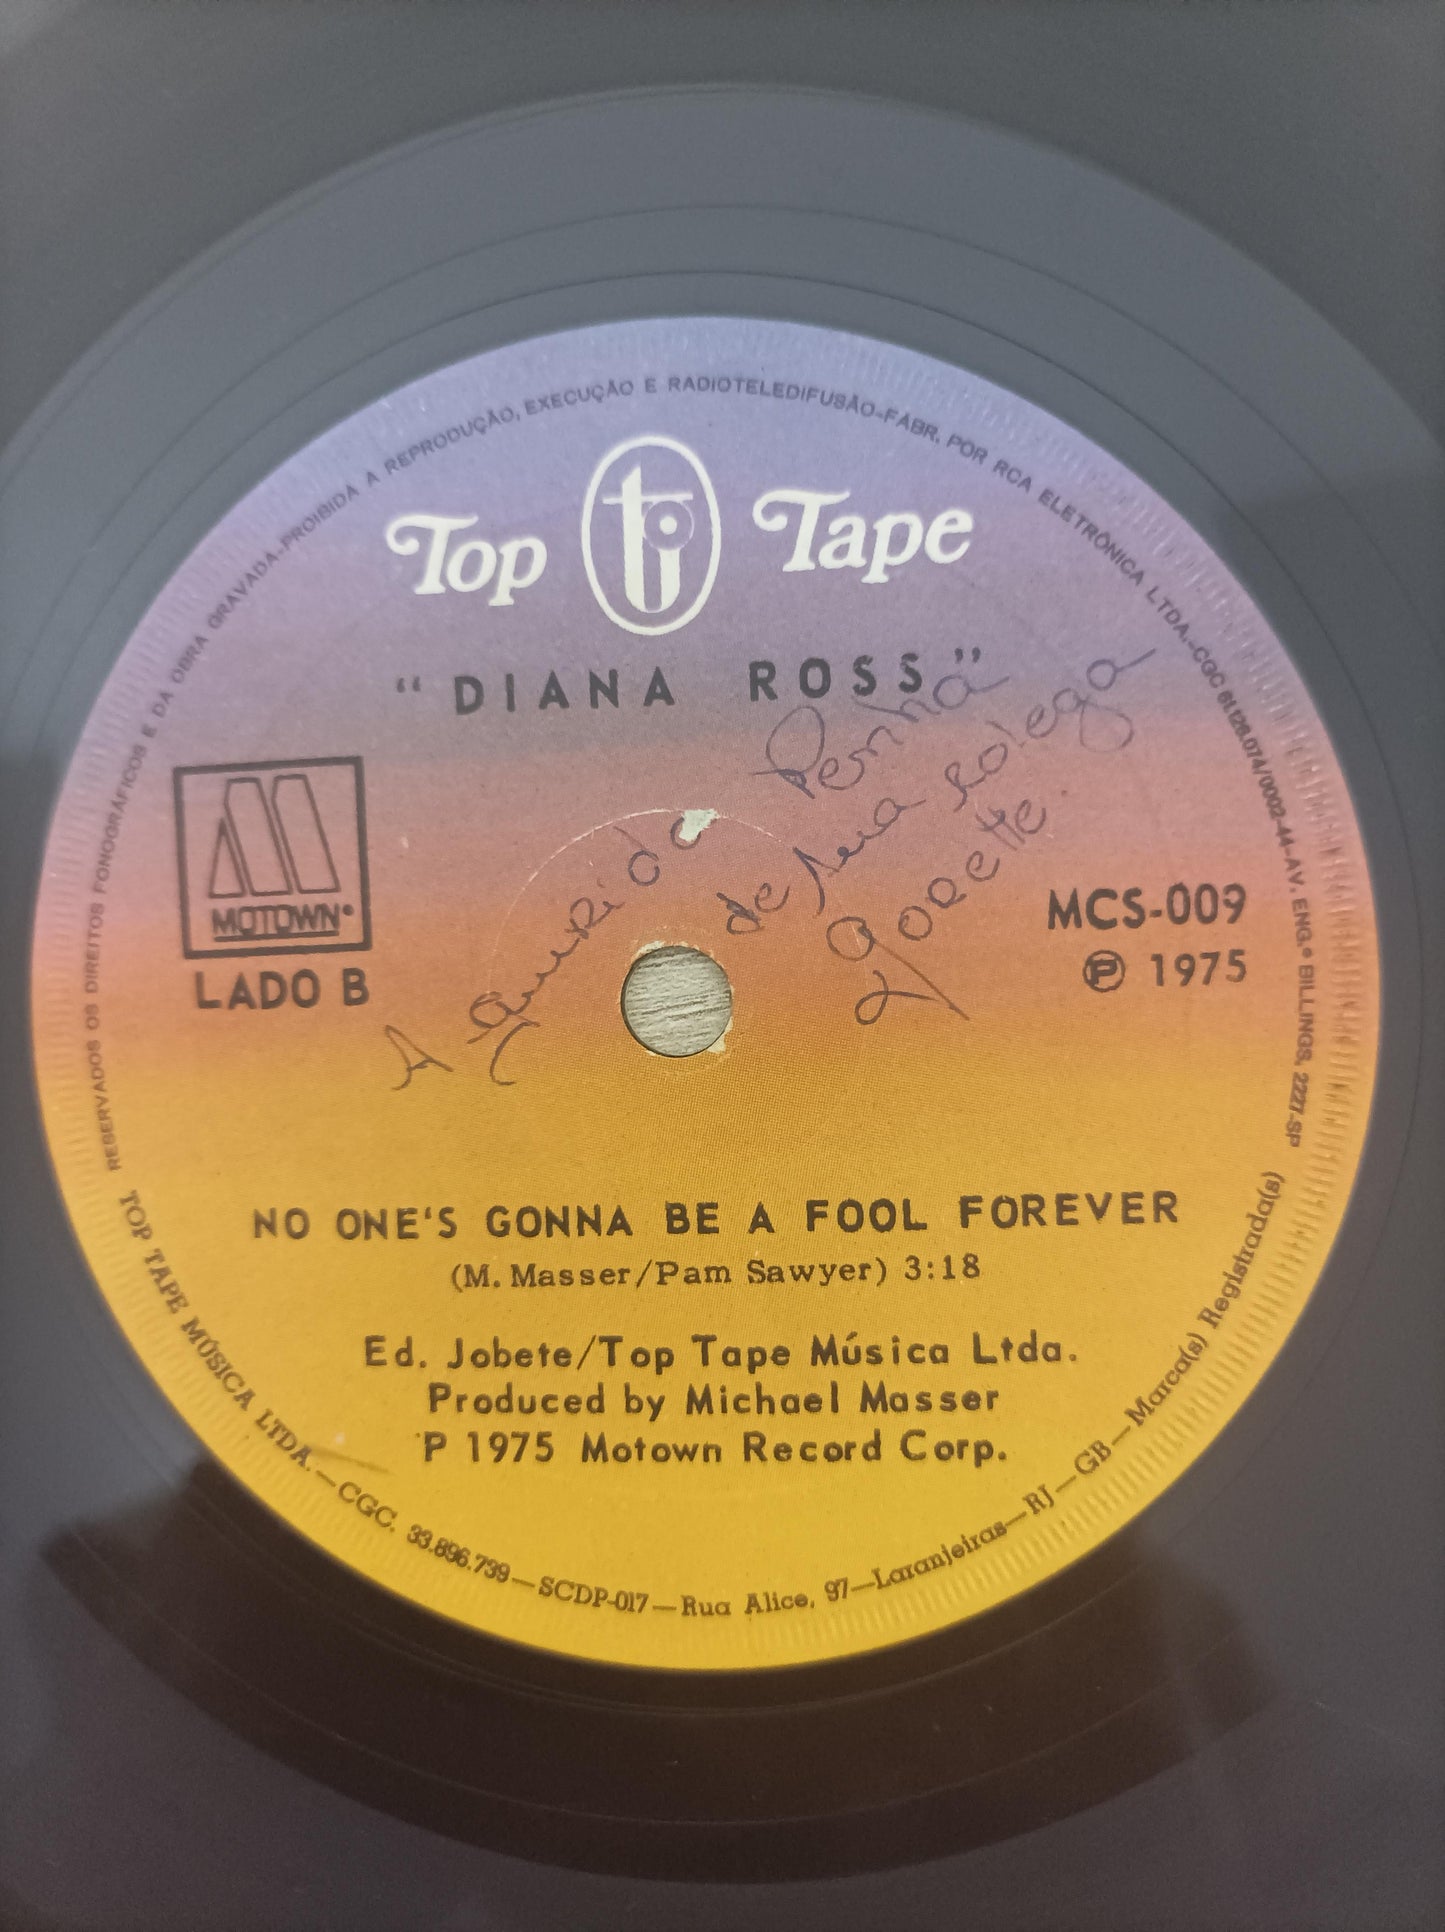 RESERVADOS OS DIREITOS FONOGRÁFICOS E DA OBRA GRAVADA-PROIBIDA A REPRODUÇÃO, EXECUÇÃO E RADIOTELEDIFUSÃO-FABR. POR RCA ELETRÔNICA LTDA.-CGC 61.128.074/0002-44-AV. ENG.º BILLINGS, 2227-SP
Top tj Tape
"DIANA ROSS"
A querida Penha
de sua colega
Gorette.
MOTOWN
LADO B
MCS-009
Ⓟ 1975
NO ONE'S GONNA BE A FOOL FOREVER
(M. Masser/Pam Sawyer) 3:18
Ed. Jobete/Top Tape Música Ltda.
Produced by Michael Masser
P 1975 Motown Record Corp.
TOP TAPE MÚSICA LTDA.—CGC. 33.896.739—SCDP-017—Rua Alice, 97—Laranjeiras—RJ—GB—Marca(s) Registrada(s)